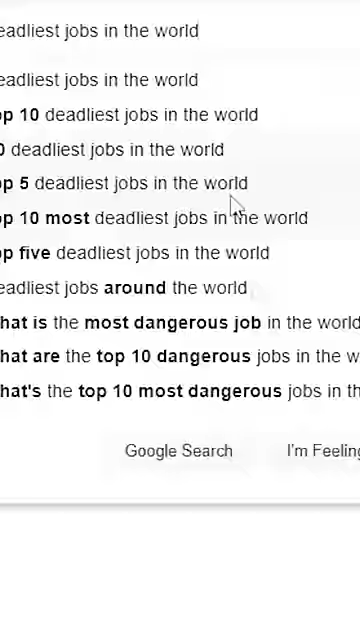 eadliest jobs in the world
eadliest jobs in the world
op 10 deadliest jobs in the world
0 deadliest jobs in the world
op 5 deadliest jobs in the world
op 10 most deadliest jobs in the world
op five deadliest jobs in the world
eadliest jobs around the world
hat is the most dangerous job in the world
hat are the top 10 dangerous jobs in the w
hat's the top 10 most dangerous jobs in th
Google Search
I'm Feeling